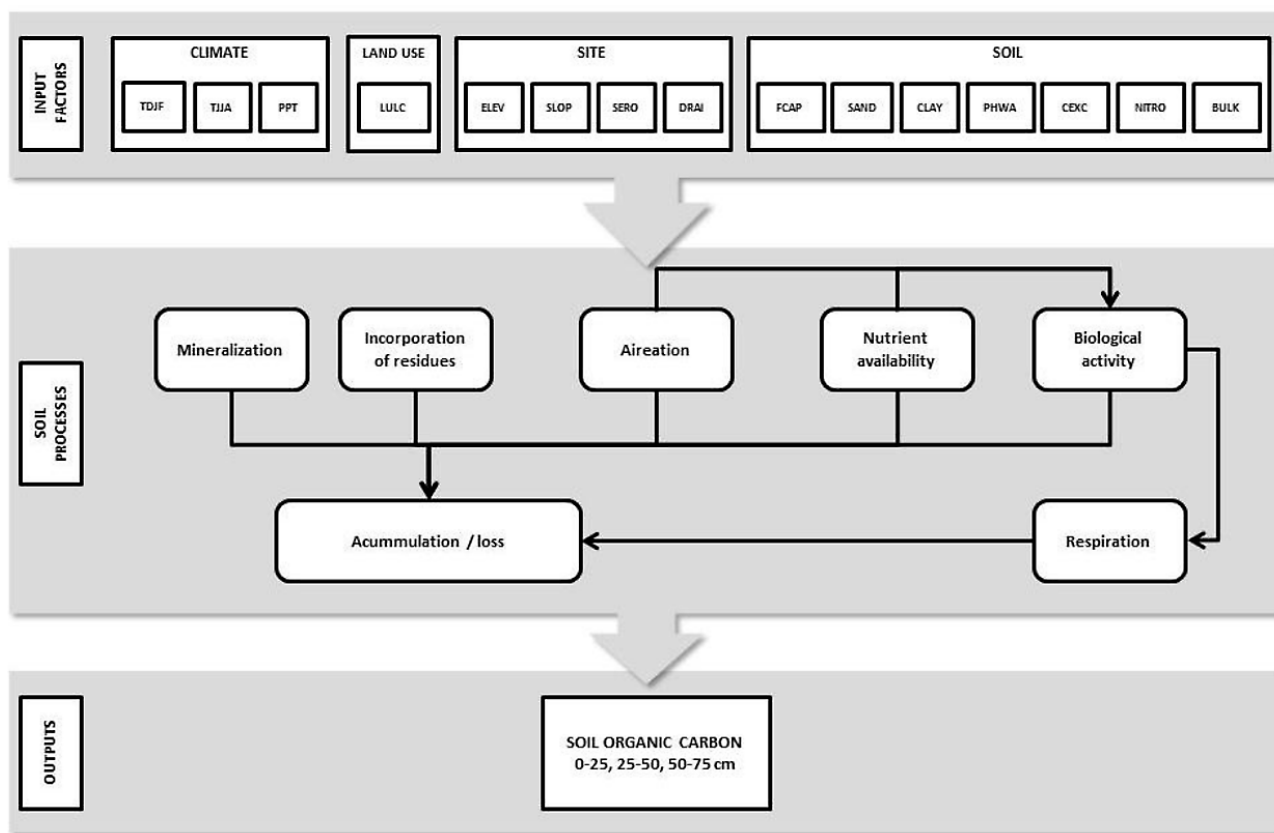 INPUT
FACTORS
CLIMATE
TDJF
TJJA
PPT
LAND USE
LULC
SITE
ELEV
SLOP
SERO
DRAI
SOIL
FCAP
SAND
CLAY
PHWA
CEXC
NITRO
BULK
SOIL
PROCESSES
Mineralization
Incorporation
of residues
Aireation
Nutrient
availability
Biological
activity
Acummulation / loss
Respiration
OUTPUTS
SOIL ORGANIC CARBON
0-25, 25-50, 50-75 cm